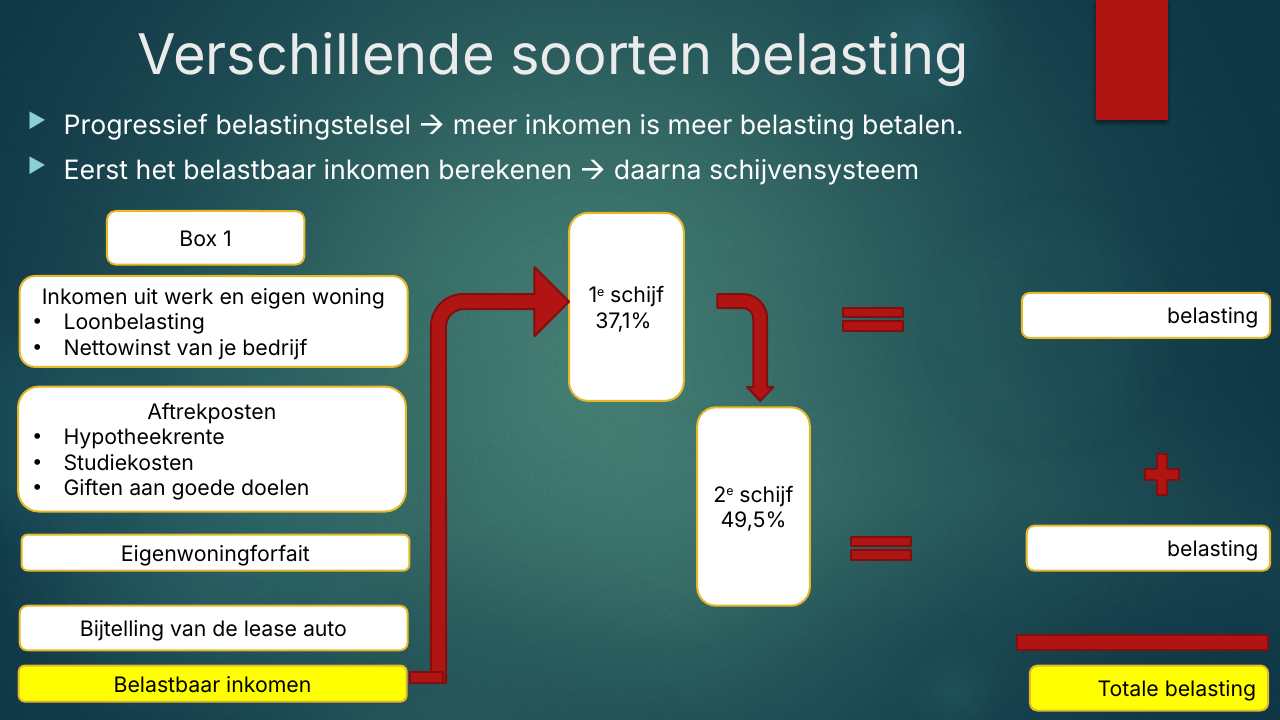 Verschillende soorten belasting
Progressief belastingstelsel → meer inkomen is meer belasting betalen.
Eerst het belastbaar inkomen berekenen → daarna schijvensysteem
Box 1
Inkomen uit werk en eigen woning
• Loonbelasting
• Nettowinst van je bedrijf
Aftrekposten
• Hypotheekrente
• Studiekosten
• Giften aan goede doelen
Eigenwoningforfait
Bijtelling van de lease auto
Belastbaar inkomen
1e schijf
37,1%
2e schijf
49,5%
belasting
belasting
Totale belasting